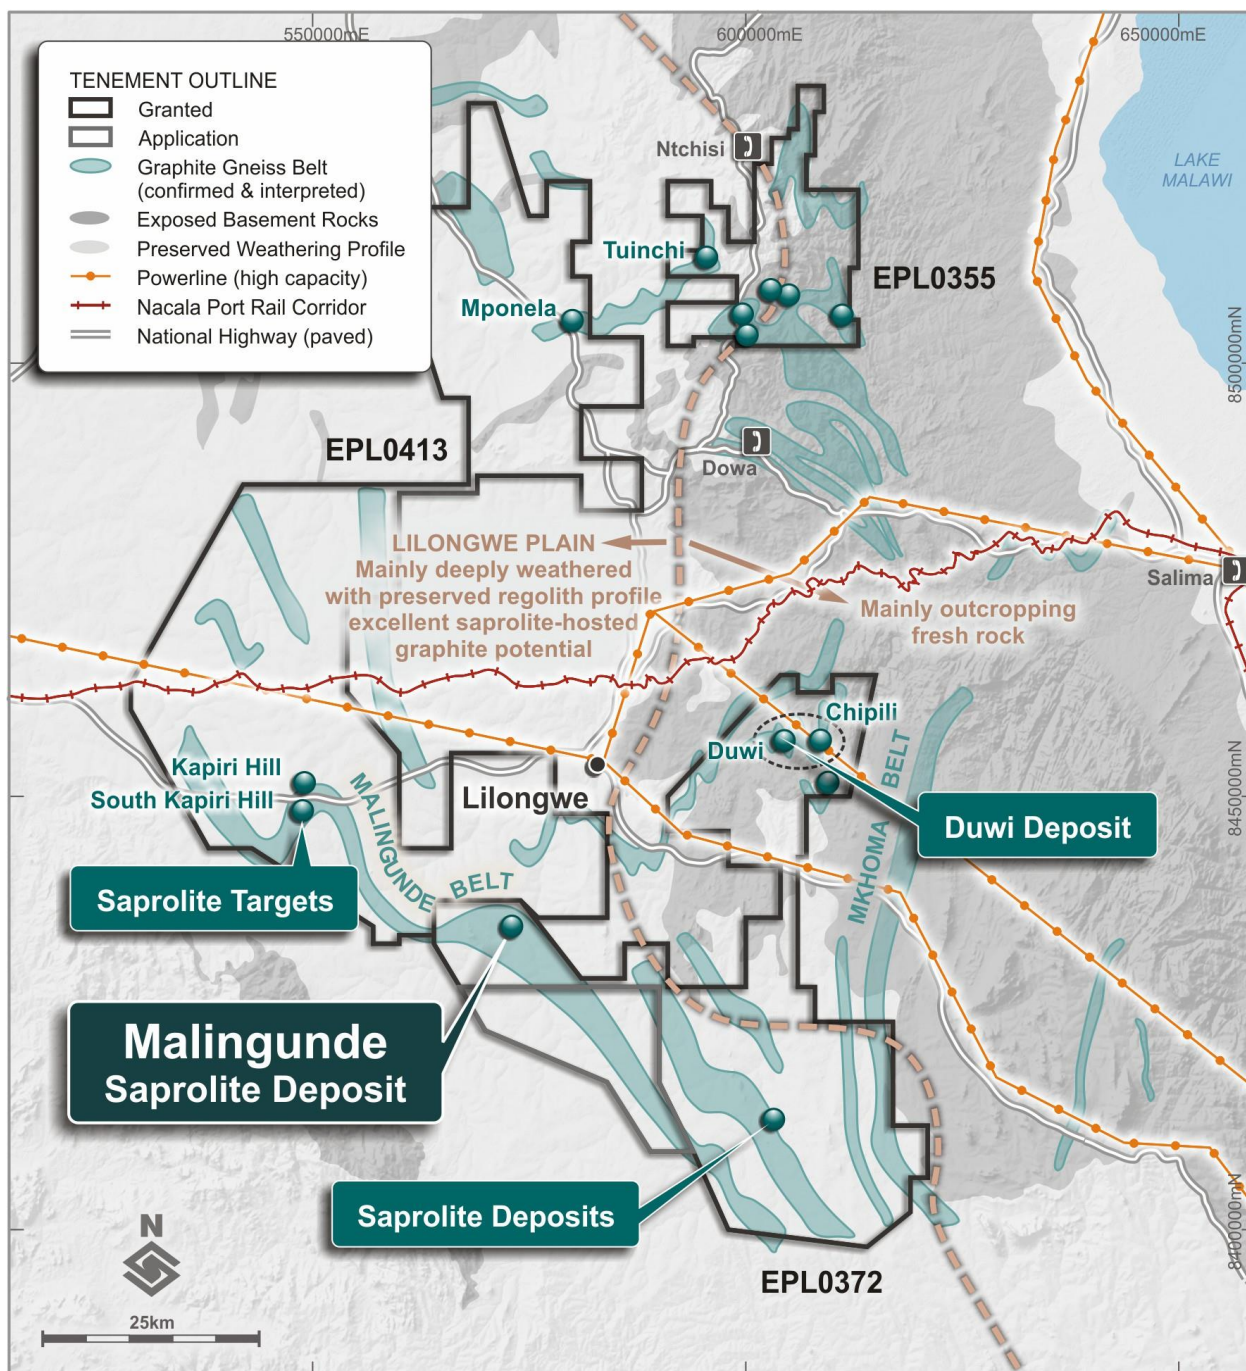 550000mE
600000mE
650000mE
TENEMENT OUTLINE
Granted
Application
Graphite Gneiss Belt
(confirmed & interpreted)
Exposed Basement Rocks
Preserved Weathering Profile
Powerline (high capacity)
Nacala Port Rail Corridor
National Highway (paved)
Ntchisi
LAKE
MALAWI
Tuinchi
EPL0355
Mponela
8500000mN
EPL0413
Dowa
LILONGWE PLAIN
Mainly deeply weathered
with preserved regolith profile
excellent saprolite-hosted
graphite potential
Salima
Mainly outcropping
fresh rock
Chipili
Duwi
Kapiri Hill
South Kapiri Hill
Lilongwe
MALINGUNDE BELT
MKHOMA BELT
8450000mN
Duwi Deposit
Saprolite Targets
Malingunde
Saprolite Deposit
Saprolite Deposits
8400000mN
N
EPL0372
25km